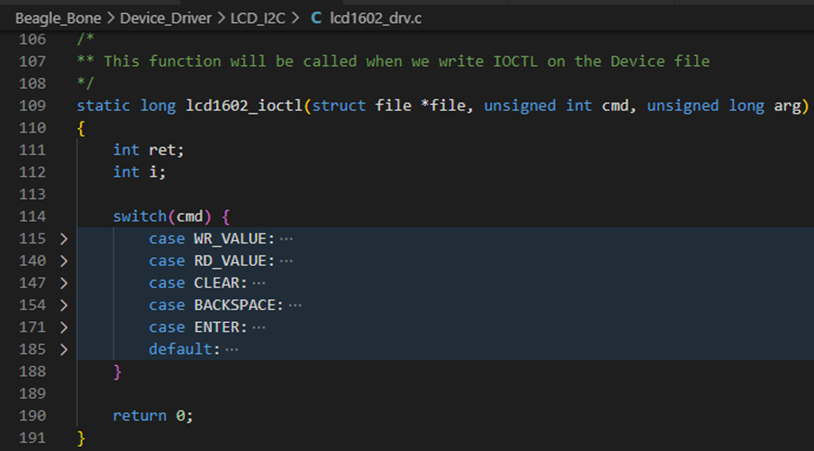 Beagle_Bone > Device_Driver > LCD_I2C > C lcd1602_drv.c
106 /*
107 ** This function will be called when we write IOCTL on the Device file
108 */
109 static long lcd1602_ioctl(struct file *file, unsigned int cmd, unsigned long arg)
110 {
111 int ret;
112 int i;
113
114 switch(cmd) {
115 > case WR_VALUE: ⋯
140 > case RD_VALUE: ⋯
147 > case CLEAR: ⋯
154 > case BACKSPACE: ⋯
171 > case ENTER: ⋯
185 > default: ⋯
188 }
189
190 return 0;
191 }